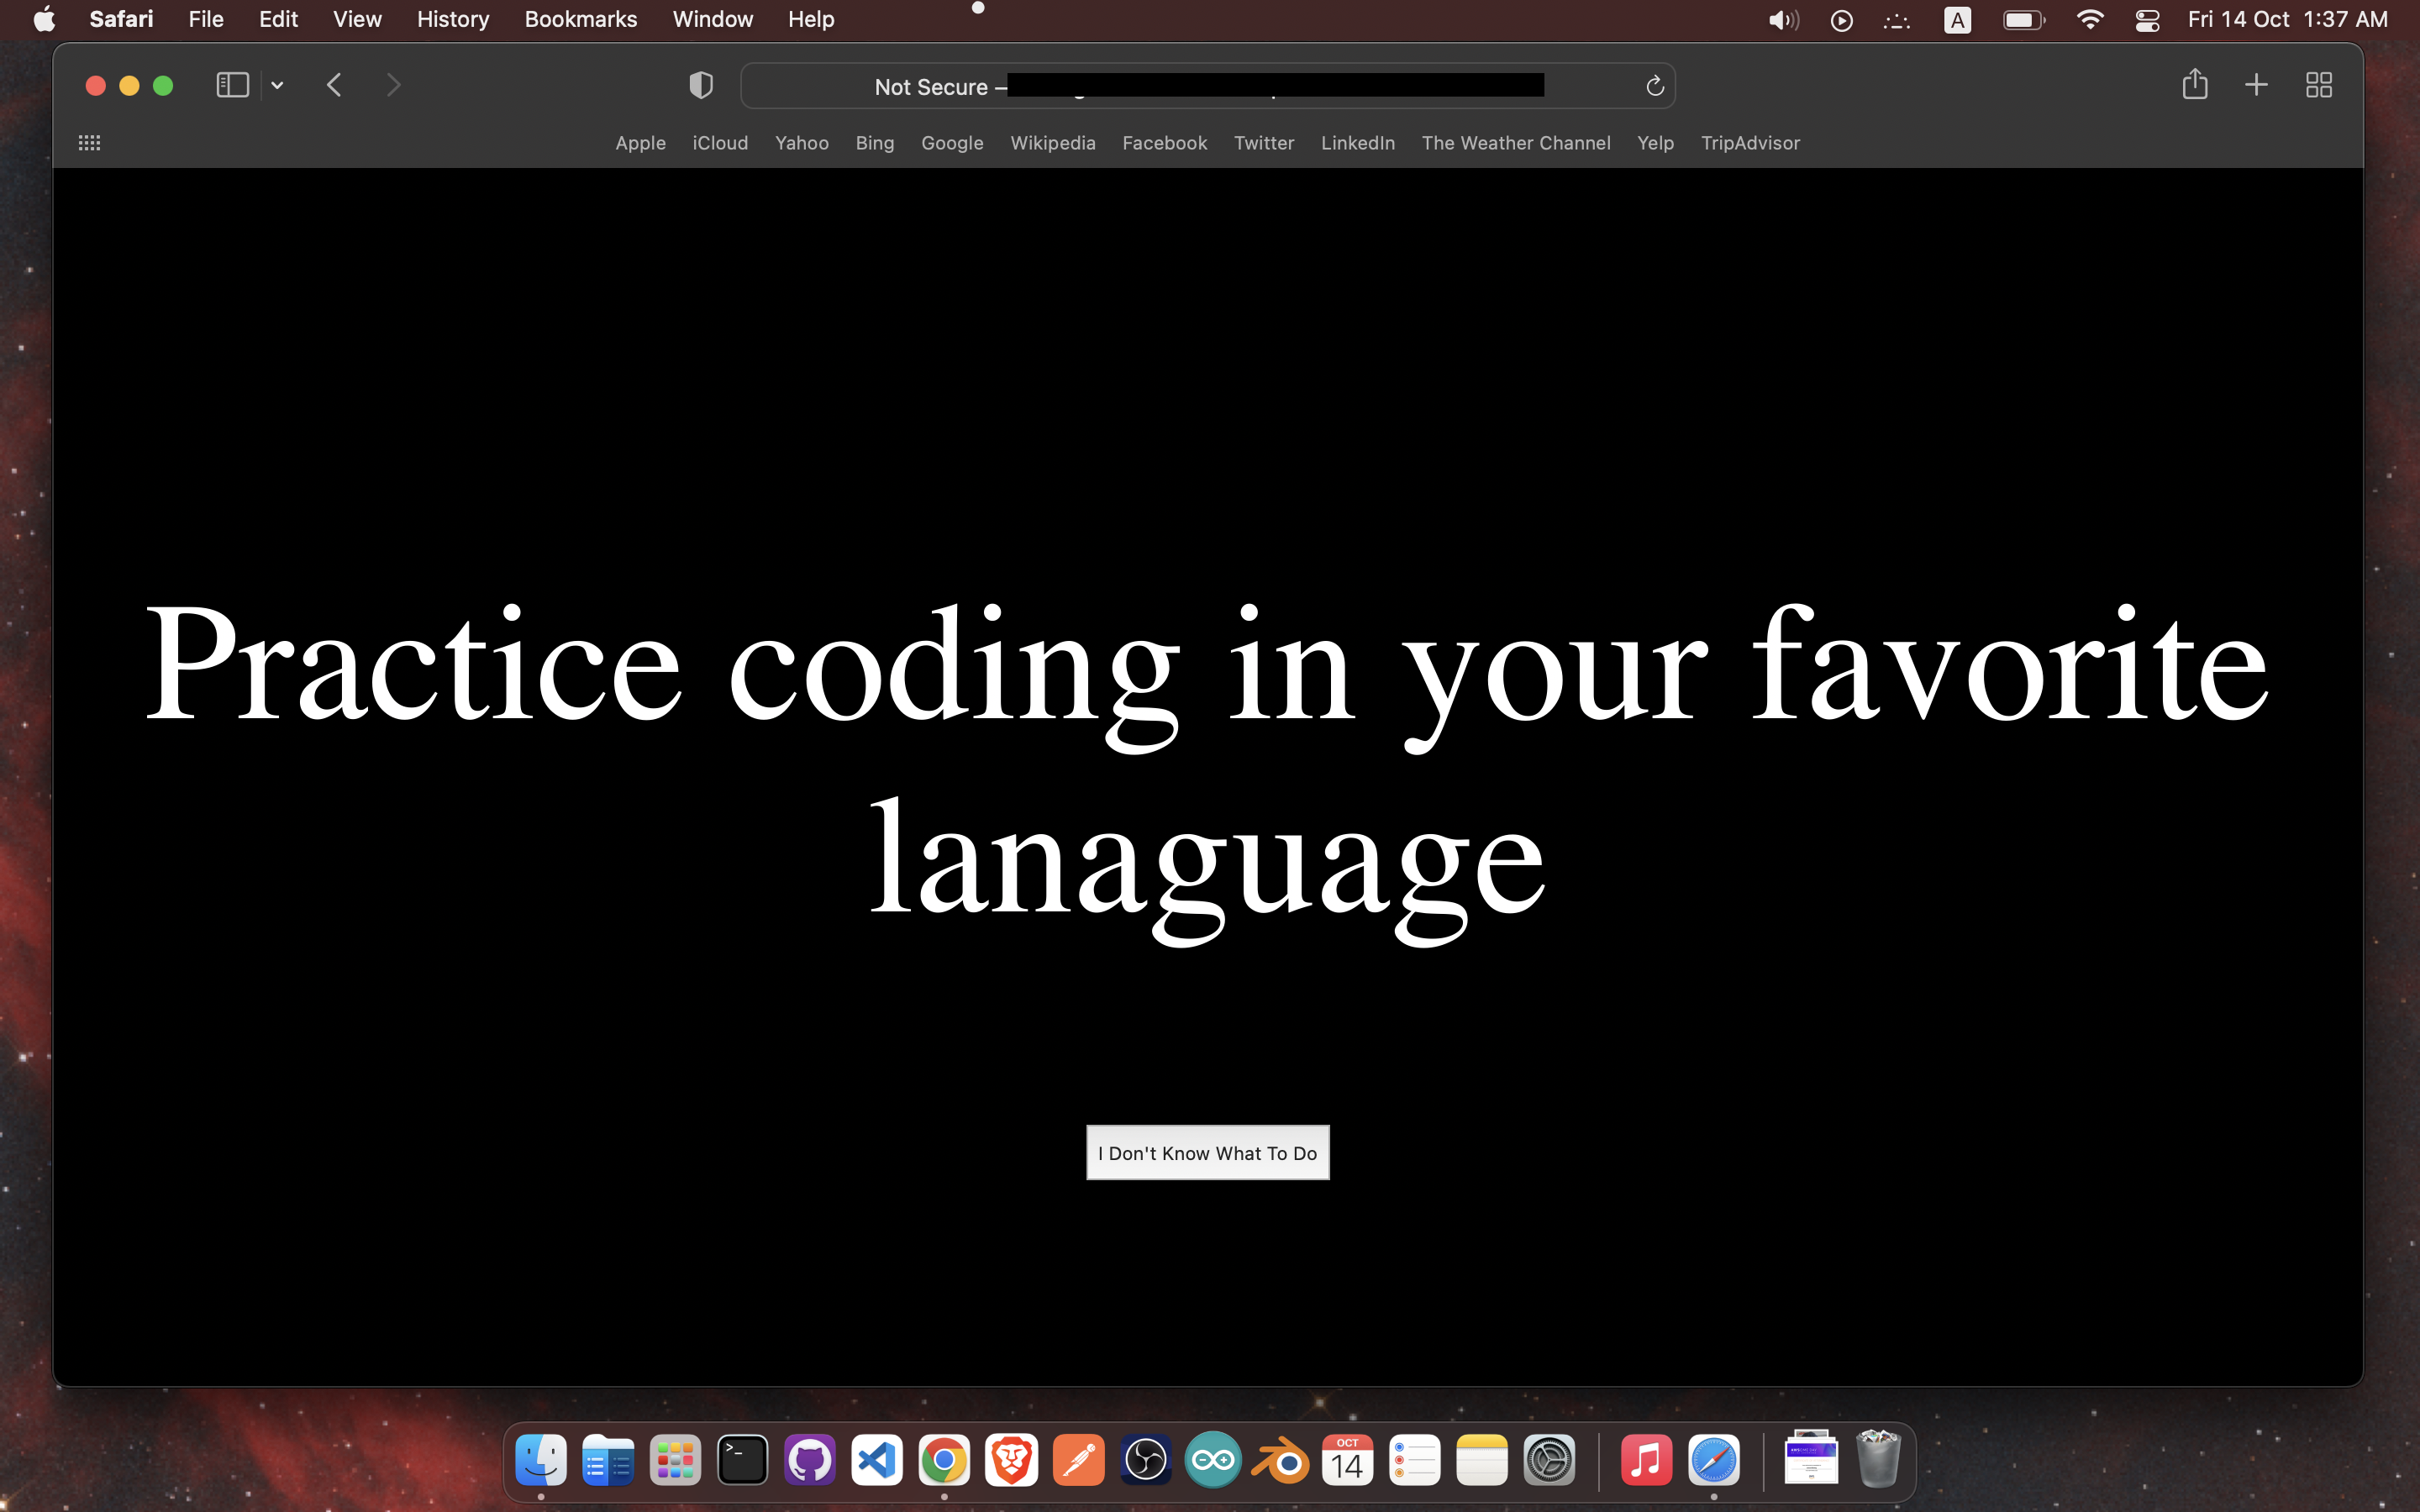 Safari File Edit View History Bookmarks Window Help A Fri 14 Oct 1:37 AM
Not Secure —
Apple iCloud Yahoo Bing Google Wikipedia Facebook Twitter LinkedIn The Weather Channel Yelp TripAdvisor
Practice coding in your favorite
lanaguage
I Don't Know What To Do
OCT
14